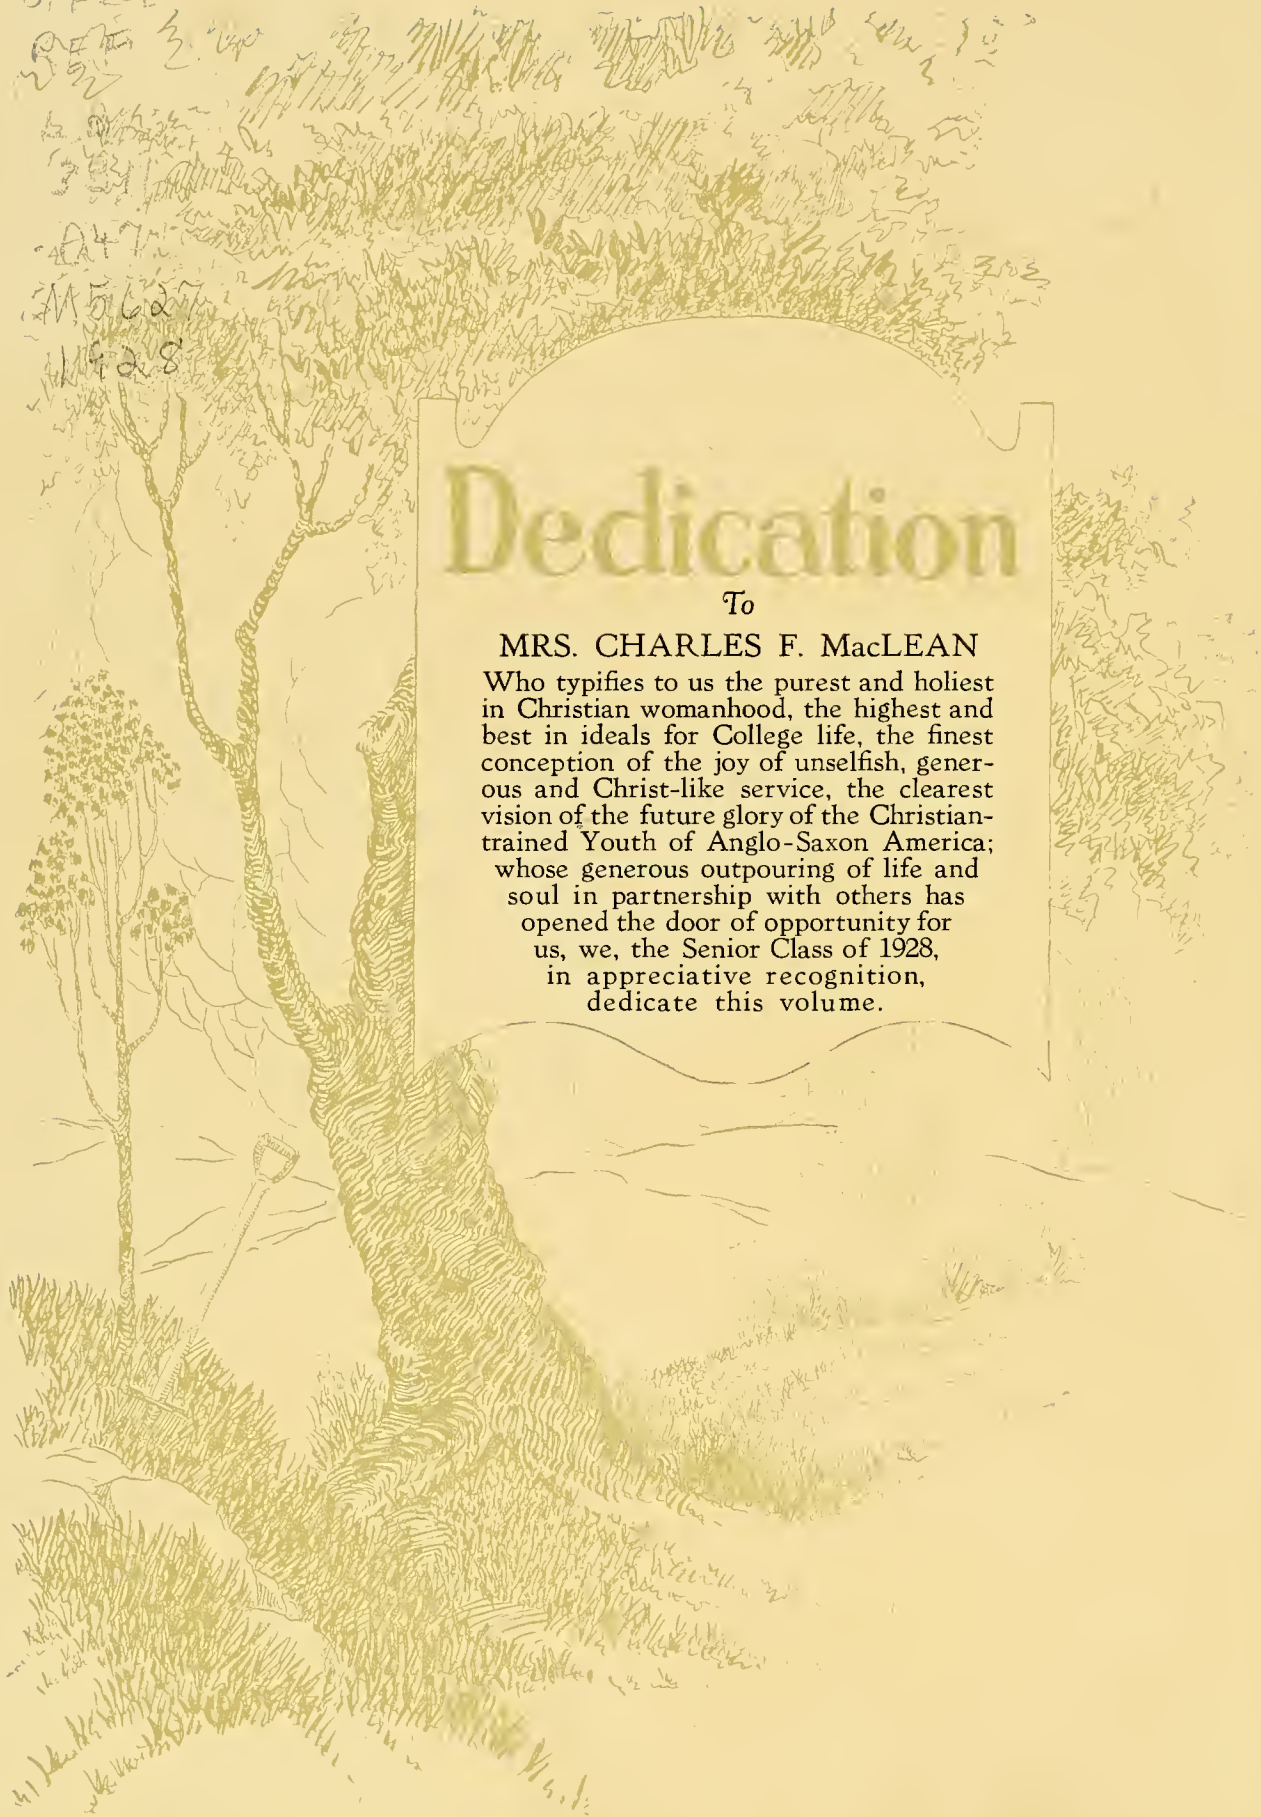 A47
M5627
1928
Dedication
To
MRS. CHARLES F. MacLEAN
Who typifies to us the purest and holiest
in Christian womanhood, the highest and
best in ideals for College life, the finest
conception of the joy of unselfish, gener-
ous and Christ-like service, the clearest
vision of the future glory of the Christian-
trained Youth of Anglo-Saxon America;
whose generous outpouring of life and
soul in partnership with others has
opened the door of opportunity for
us, we, the Senior Class of 1928,
in appreciative recognition,
dedicate this volume.